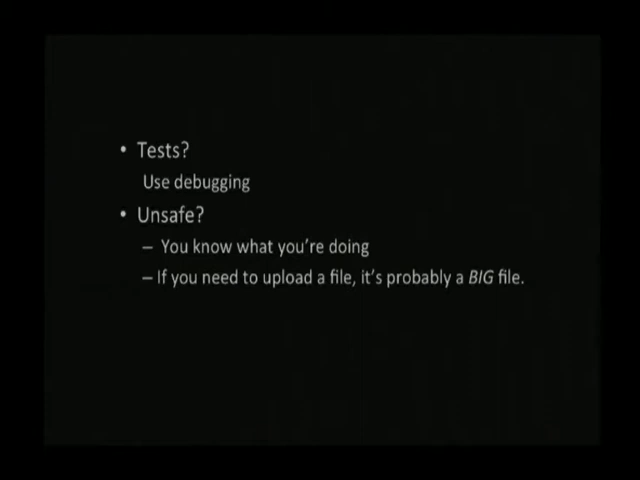 • Tests?
Use debugging
• Unsafe?
– You know what you're doing
– If you need to upload a file, it's probably a BIG file.